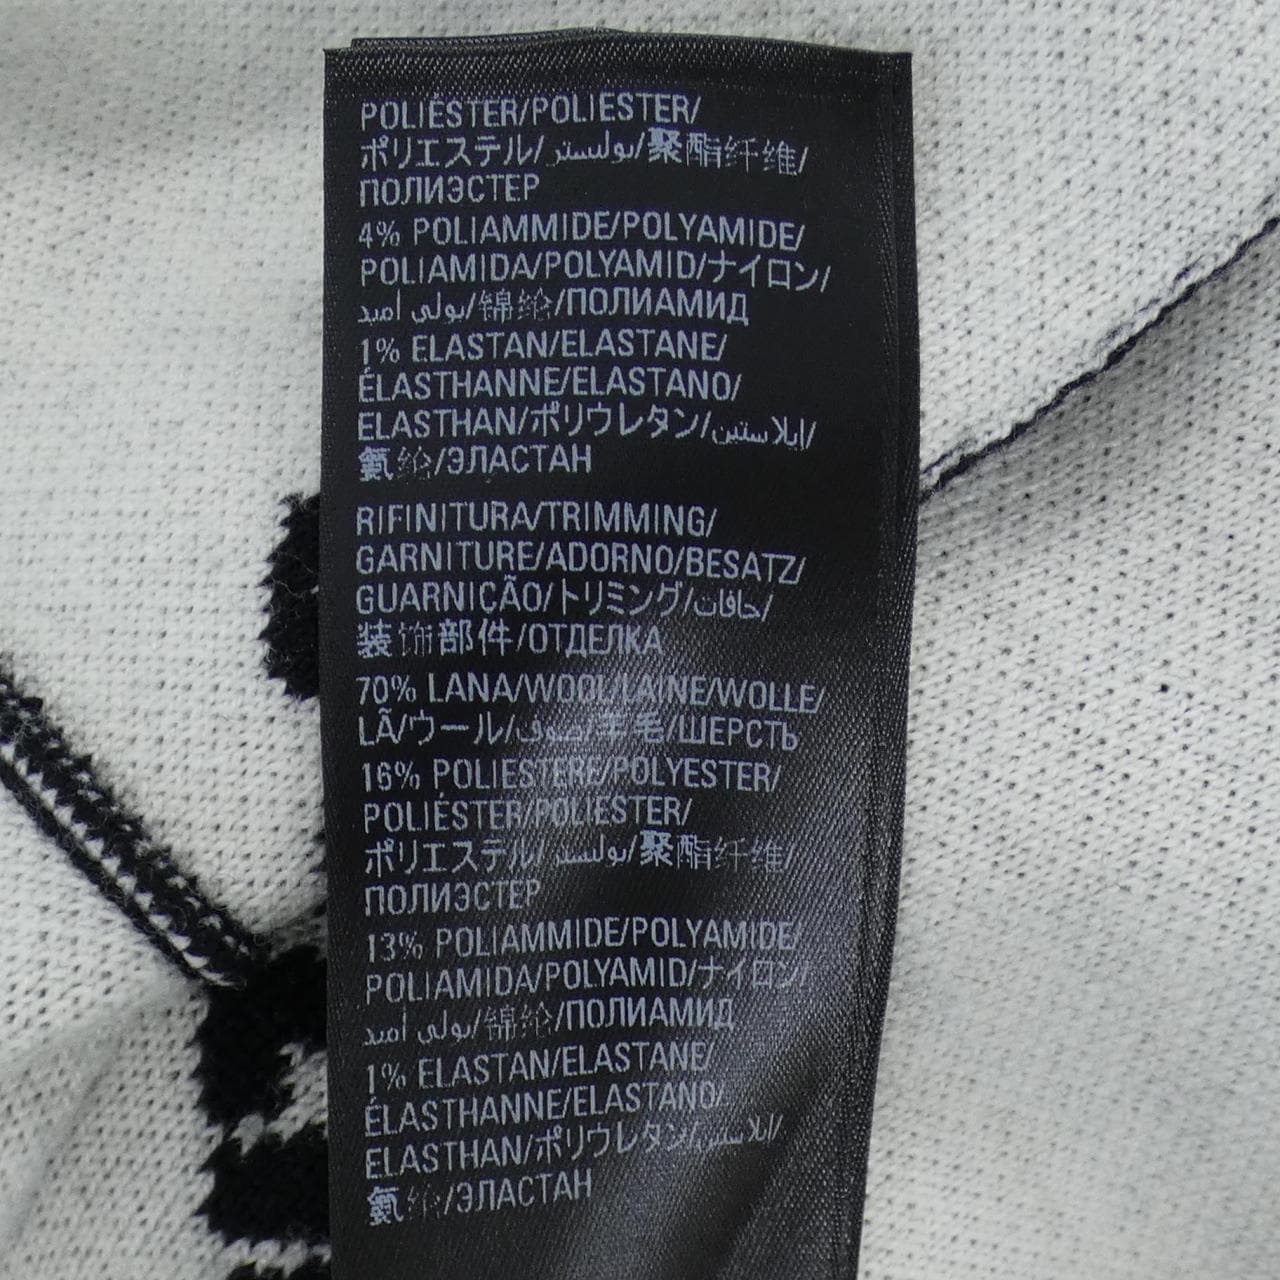 POLIÉSTER/POLIESTER/
ポリエステル/بوليستر/聚酯纤维/
ПОЛИЭСТЕР
4% POLIAMMIDE/POLYAMIDE/
POLIAMIDA/POLYAMID/ナイロン/
بولي أميد/锦纶/ПОЛИАМИД
1% ELASTAN/ELASTANE/
ÉLASTHANNE/ELASTANO/
ELASTHAN/ポリウレタン/إيلاستين/
氨纶/ЭЛАСТАН
RIFINITURA/TRIMMING/
GARNITURE/ADORNO/BESATZ/
GUARNIÇÃO/トリミング/حافات/
装饰部件/ОТДЕЛКА
70% LANA/WOOL/LAINE/WOLLE/
LÃ/ウール/صوف/羊毛/ШЕРСТЬ
16% POLIESTERE/POLYESTER/
POLIÉSTER/POLIESTER/
ポリエステル/بوليستر/聚酯纤维/
ПОЛИЭСТЕР
13% POLIAMMIDE/POLYAMIDE/
POLIAMIDA/POLYAMID/ナイロン/
بولي أميد/锦纶/ПОЛИАМИД
1% ELASTAN/ELASTANE/
ÉLASTHANNE/ELASTANO/
ELASTHAN/ポリウレタン/إيلاستين/
氨纶/ЭЛАСТАН